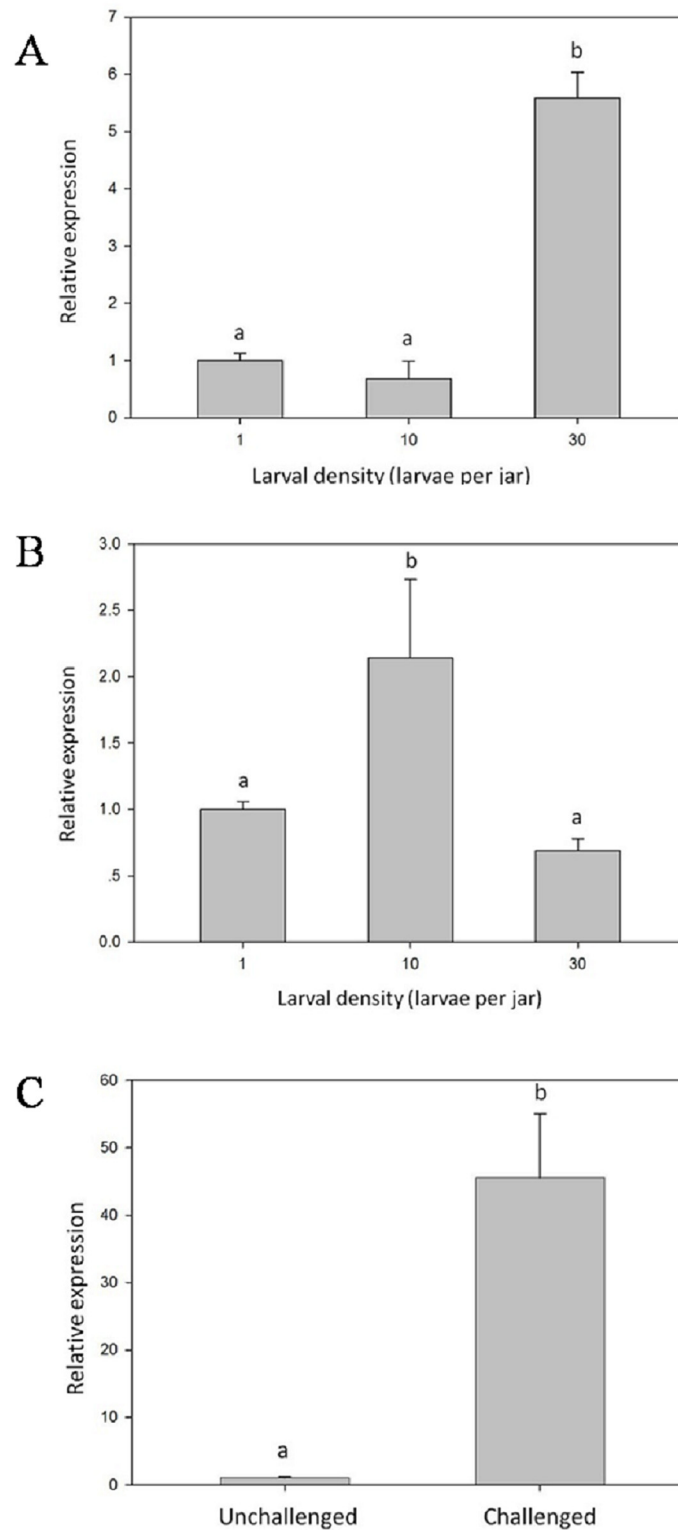 A
7
6
5
4
3
2
1
0
Relative expression
a
a
b
1
10
30
Larval density (larvae per jar)
B
3.0
2.5
2.0
1.5
1.0
.5
0.0
Relative expression
a
b
a
1
10
30
Larval density (larvae per jar)
C
60
50
40
30
20
10
0
Relative expression
a
b
Unchallenged
Challenged